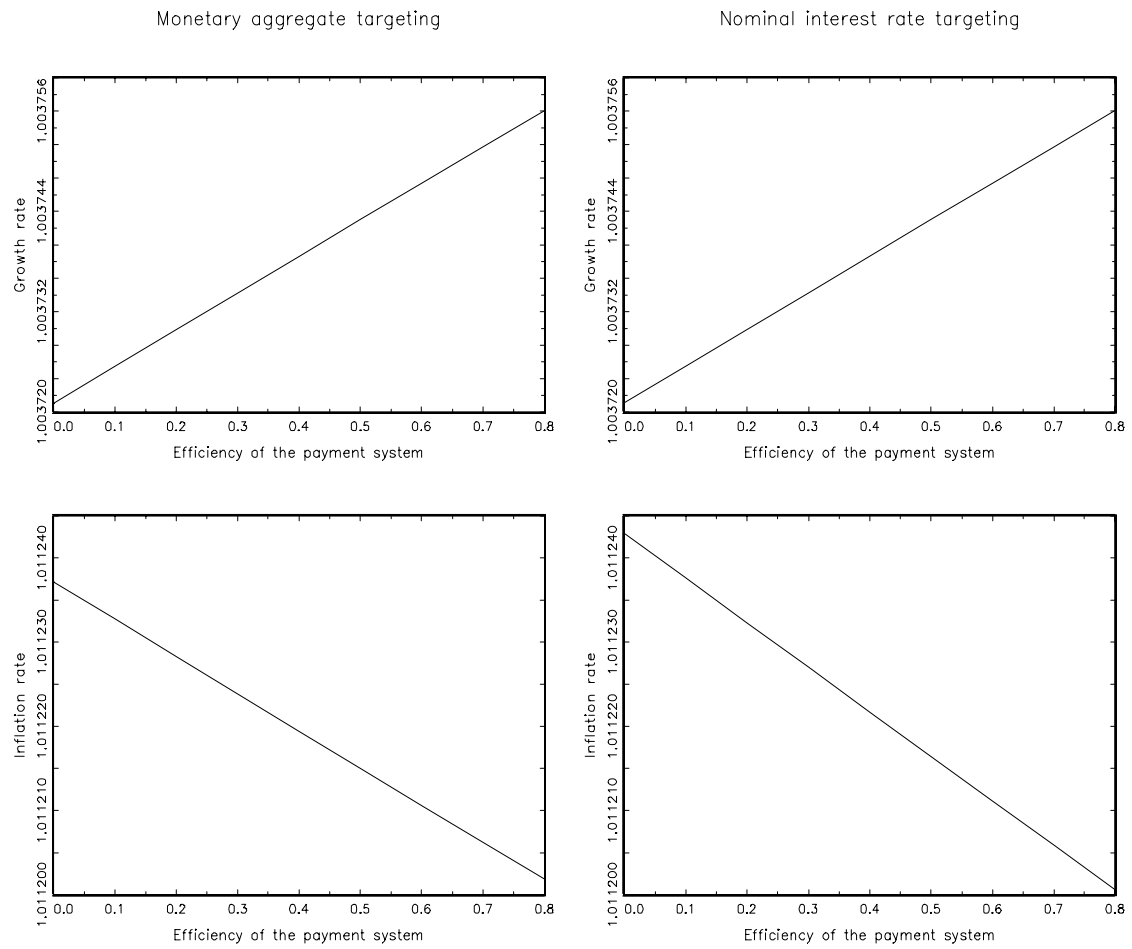 Monetary aggregate targeting
Nominal interest rate targeting
Growth rate
1.003756
1.003744
1.003732
1.003720
0.0 0.1 0.2 0.3 0.4 0.5 0.6 0.7 0.8
Efficiency of the payment system
Growth rate
1.003756
1.003744
1.003732
1.003720
0.0 0.1 0.2 0.3 0.4 0.5 0.6 0.7 0.8
Efficiency of the payment system
Inflation rate
1.011240
1.011230
1.011220
1.011210
1.011200
0.0 0.1 0.2 0.3 0.4 0.5 0.6 0.7 0.8
Efficiency of the payment system
Inflation rate
1.011240
1.011230
1.011220
1.011210
1.011200
0.0 0.1 0.2 0.3 0.4 0.5 0.6 0.7 0.8
Efficiency of the payment system